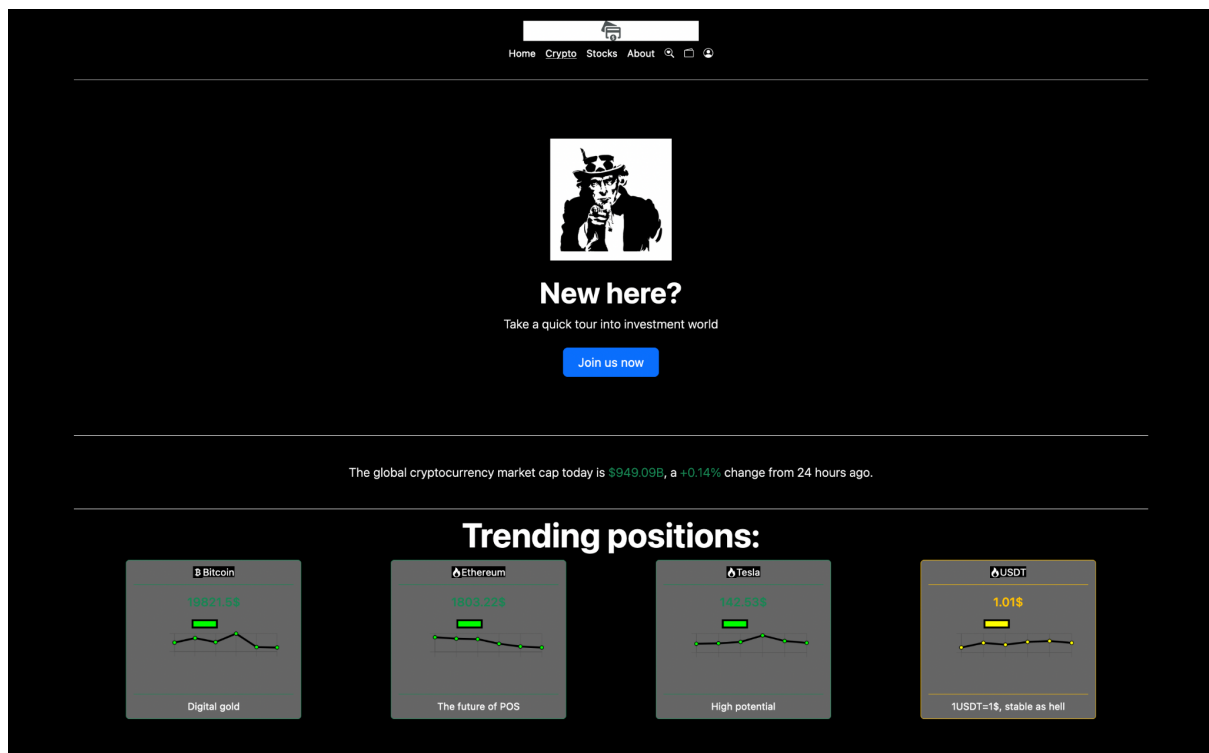 Home Crypto Stocks About
New here?
Take a quick tour into investment world
Join us now
The global cryptocurrency market cap today is $949.09B, a +0.14% change from 24 hours ago.
Trending positions:
Bitcoin
Ethereum
Tesla
USDT
1.01$
Digital gold
The future of POS
High potential
1USDT=1$, stable as hell